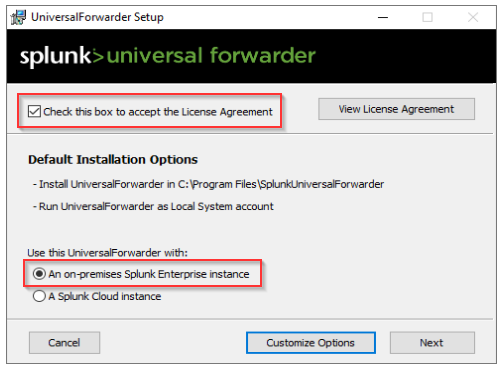 UniversalForwarder Setup
splunk> universal forwarder
Check this box to accept the License Agreement
View License Agreement
Default Installation Options
- Install UniversalForwarder in C:\Program Files\SplunkUniversalForwarder
- Run UniversalForwarder as Local System account
Use this UniversalForwarder with:
An on-premises Splunk Enterprise instance
A Splunk Cloud instance
Cancel
Customize Options
Next